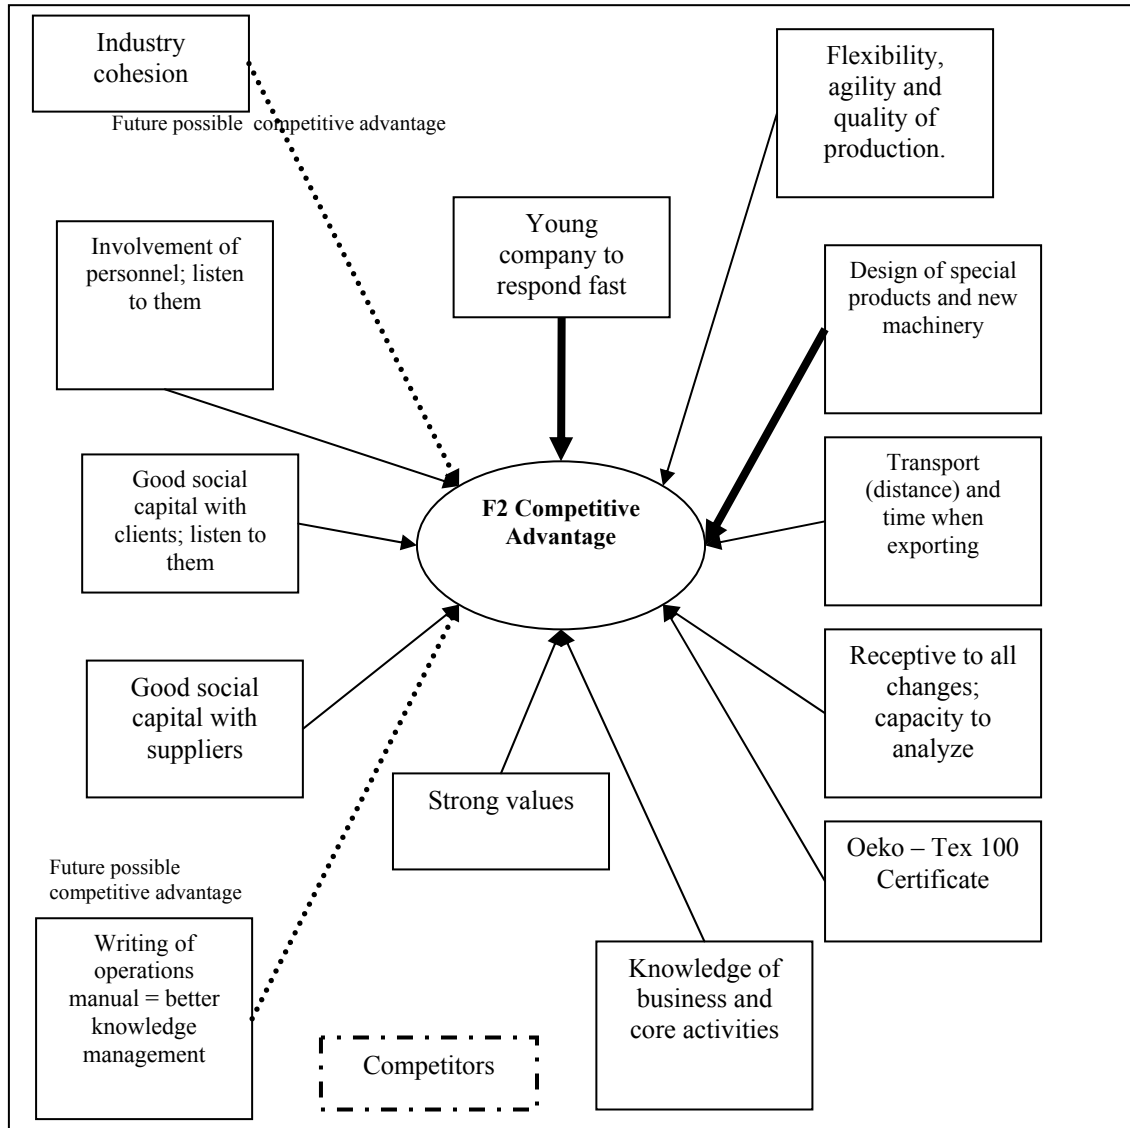 Industry
cohesion
Future possible  competitive advantage
Flexibility,
agility and
quality of
production.
Young
company to
respond fast
Involvement of
personnel; listen
to them
Design of special
products and new
machinery
Good social
capital with
clients; listen to
them
F2 Competitive
Advantage
Transport
(distance) and
time when
exporting
Good social
capital with
suppliers
Receptive to all
changes;
capacity to
analyze
Strong values
Oeko – Tex 100
Certificate
Future possible
competitive advantage
Writing of
operations
manual = better
knowledge
management
Knowledge of
business and
core activities
Competitors